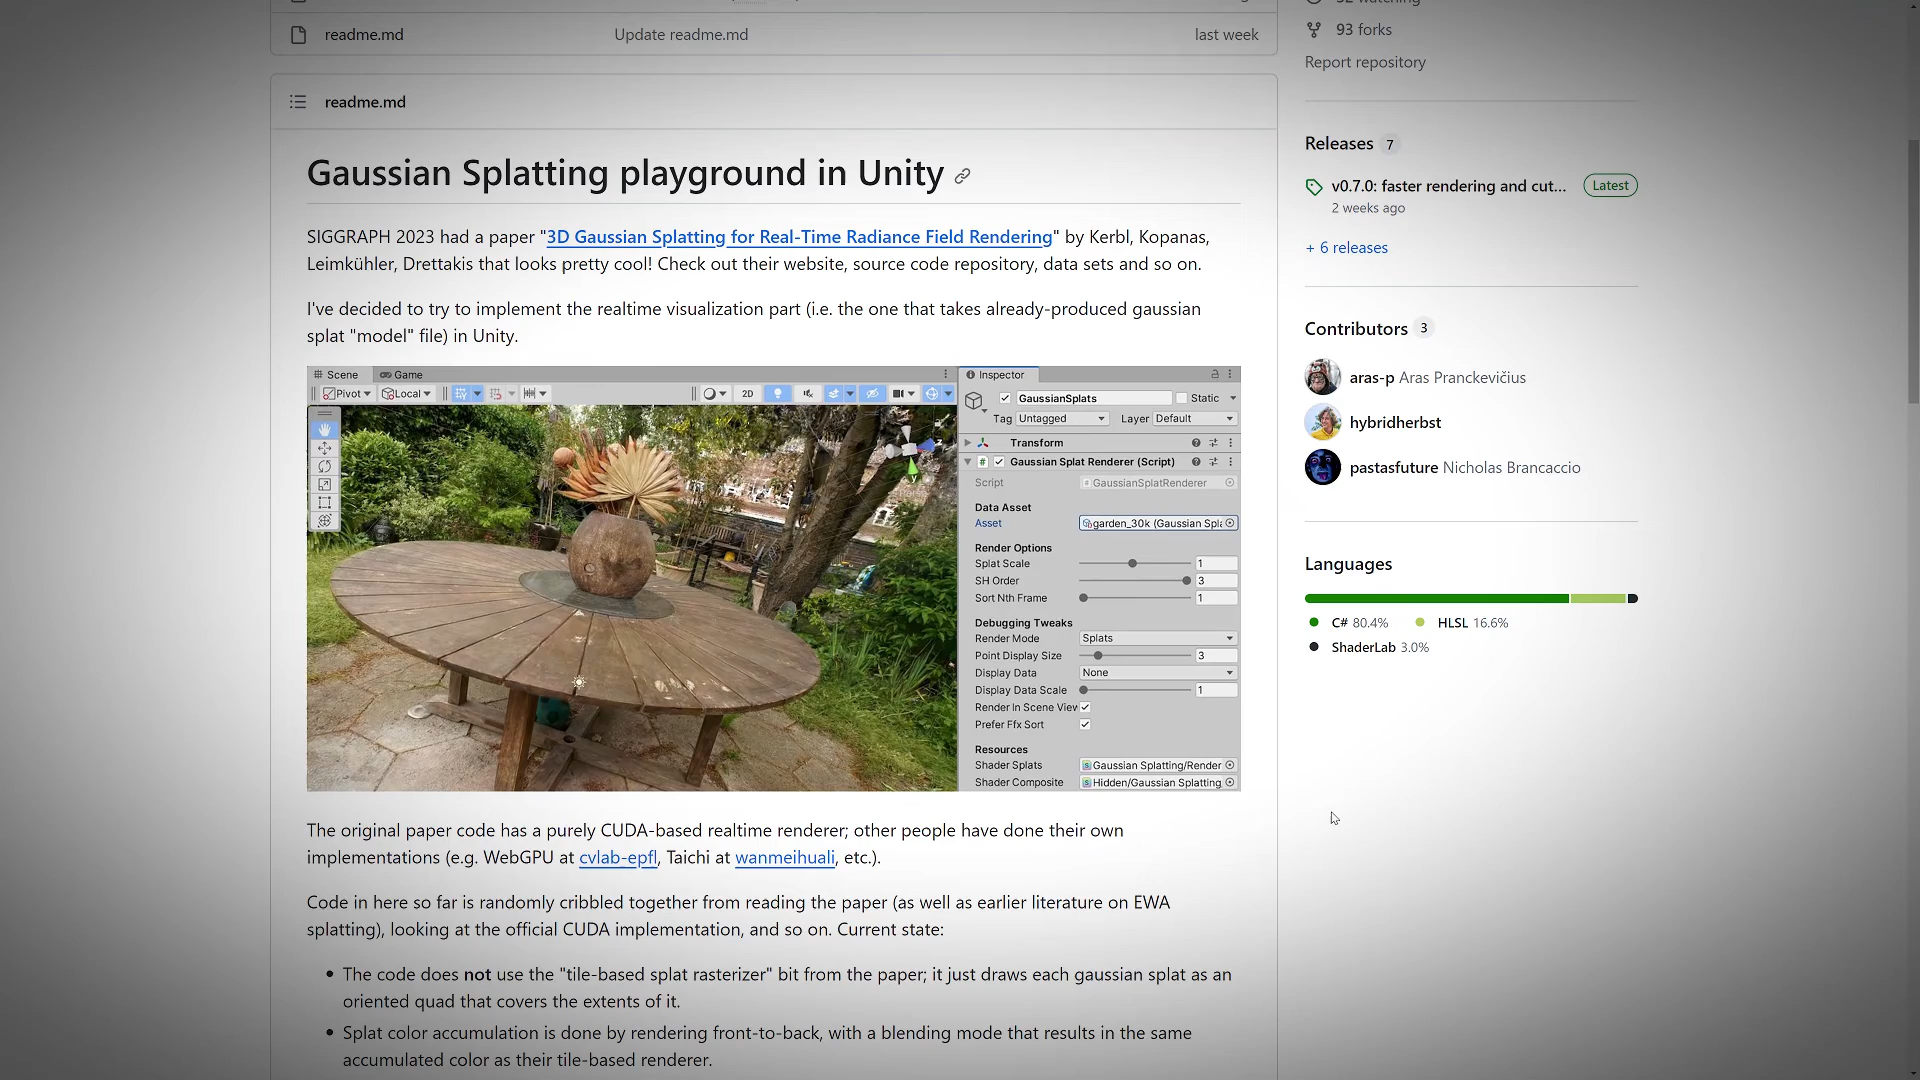 readme.md
Update readme.md
last week
readme.md
Gaussian Splatting playground in Unity
SIGGRAPH 2023 had a paper "3D Gaussian Splatting for Real-Time Radiance Field Rendering" by Kerbl, Kopanas,
Leimkühler, Drettakis that looks pretty cool! Check out their website, source code repository, data sets and so on.
I've decided to try to implement the realtime visualization part (i.e. the one that takes already-produced gaussian
splat "model" file) in Unity.
Scene
Game
Pivot
Local
2D
Inspector
GaussianSplats
Static
Tag Untagged
Layer Default
Transform
Gaussian Splat Renderer (Script)
Script GaussianSplatRenderer
Data Asset
Asset garden_30k (Gaussian Spla
Render Options
Splat Scale 1
SH Order 3
Sort Nth Frame 1
Debugging Tweaks
Render Mode Splats
Point Display Size 3
Display Data None
Display Data Scale 1
Render In Scene View
Prefer Ffx Sort
Resources
Shader Splats Gaussian Splatting/Render
Shader Composite Hidden/Gaussian Splatting
The original paper code has a purely CUDA-based realtime renderer; other people have done their own
implementations (e.g. WebGPU at cvlab-epfl, Taichi at wanmeihuali, etc.).
Code in here so far is randomly cribbled together from reading the paper (as well as earlier literature on EWA
splatting), looking at the official CUDA implementation, and so on. Current state:
The code does not use the "tile-based splat rasterizer" bit from the paper; it just draws each gaussian splat as an
oriented quad that covers the extents of it.
Splat color accumulation is done by rendering front-to-back, with a blending mode that results in the same
accumulated color as their tile-based renderer.
93 forks
Report repository
Releases 7
v0.7.0: faster rendering and cut... Latest
2 weeks ago
+ 6 releases
Contributors 3
aras-p Aras Pranckevičius
hybridherbst
pastasfuture Nicholas Brancaccio
Languages
C# 80.4%
HLSL 16.6%
ShaderLab 3.0%